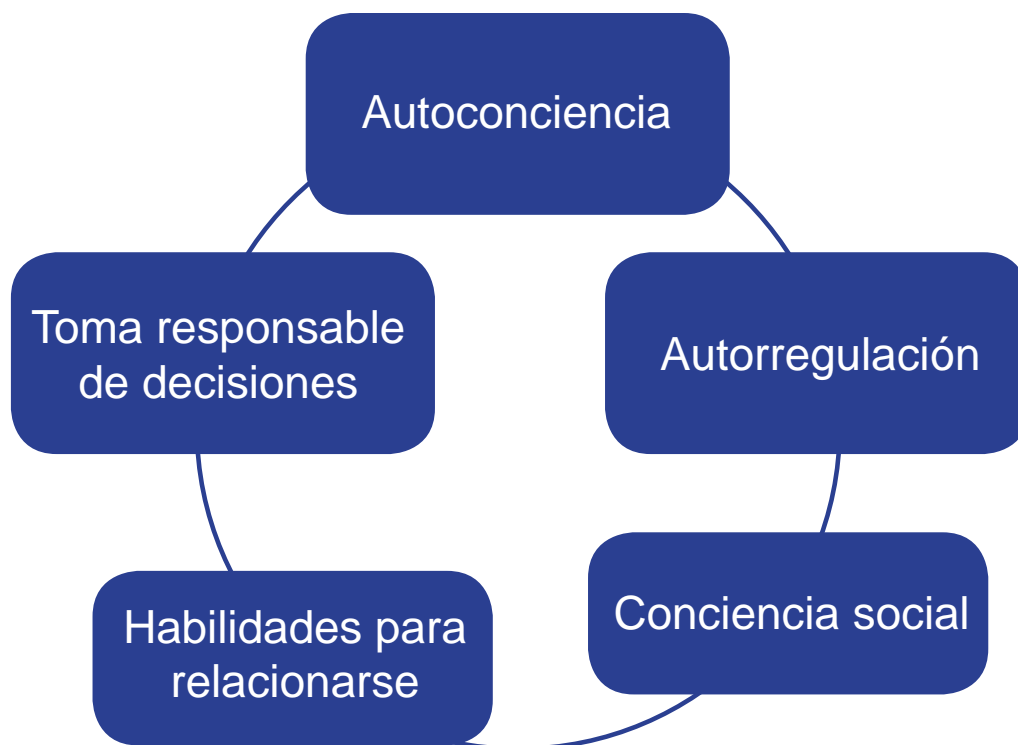 Autoconciencia
Autorregulación
Conciencia social
Habilidades para
relacionarse
Toma responsable
de decisiones